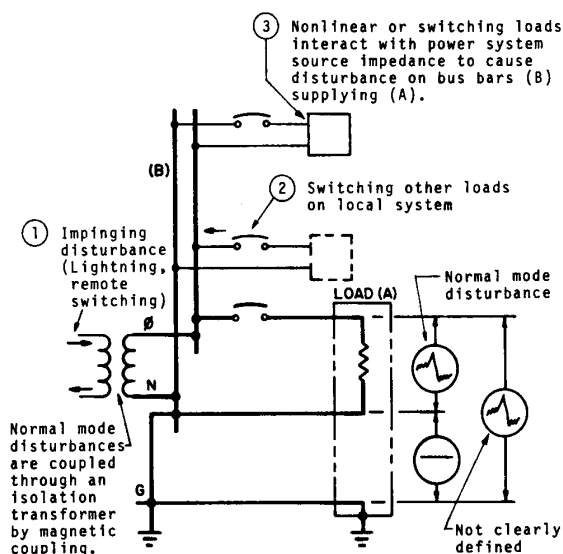 3 Nonlinear or switching loads
interact with power system
source impedance to cause
disturbance on bus bars (B)
supplying (A).
(B)
2 Switching other loads
on local system
1 Impinging
disturbance
(Lightning,
remote
switching)
Normal mode
disturbance
LOAD (A)
Ø
N
Normal mode
disturbances
are coupled
through an
isolation
transformer
by magnetic
coupling.
G
Not clearly
defined